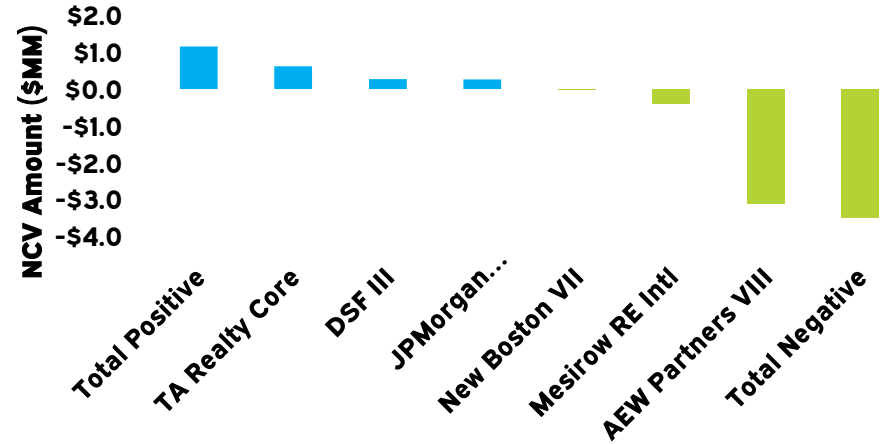 NCV Amount ($MM)
$2.0
$1.0
$0.0
-$1.0
-$2.0
-$3.0
-$4.0
Total Positive
TA Realty Core
DSF III
JPMorgan...
New Boston VII
Mesirow RE Intl
AEW Partners VIII
Total Negative